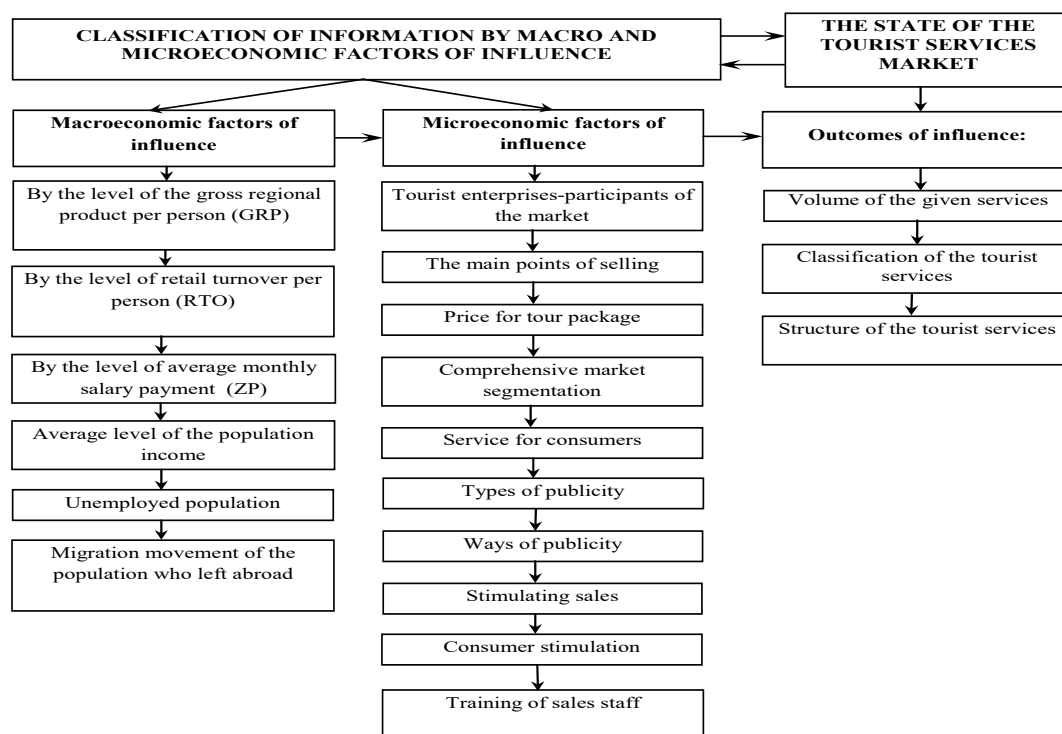 CLASSIFICATION OF INFORMATION BY MACRO AND
MICROECONOMIC FACTORS OF INFLUENCE
THE STATE OF THE
TOURIST SERVICES
MARKET
Macroeconomic factors of
influence
By the level of the gross regional
product per person (GRP)
By the level of retail turnover per
person (RTO)
By the level of average monthly
salary payment (ZP)
Average level of the population
income
Unemployed population
Migration movement of the
population who left abroad
Microeconomic factors of
influence
Tourist enterprises-participants of
the market
The main points of selling
Price for tour package
Comprehensive market
segmentation
Service for consumers
Types of publicity
Ways of publicity
Stimulating sales
Consumer stimulation
Training of sales staff
Outcomes of influence:
Volume of the given services
Classification of the tourist
services
Structure of the tourist services